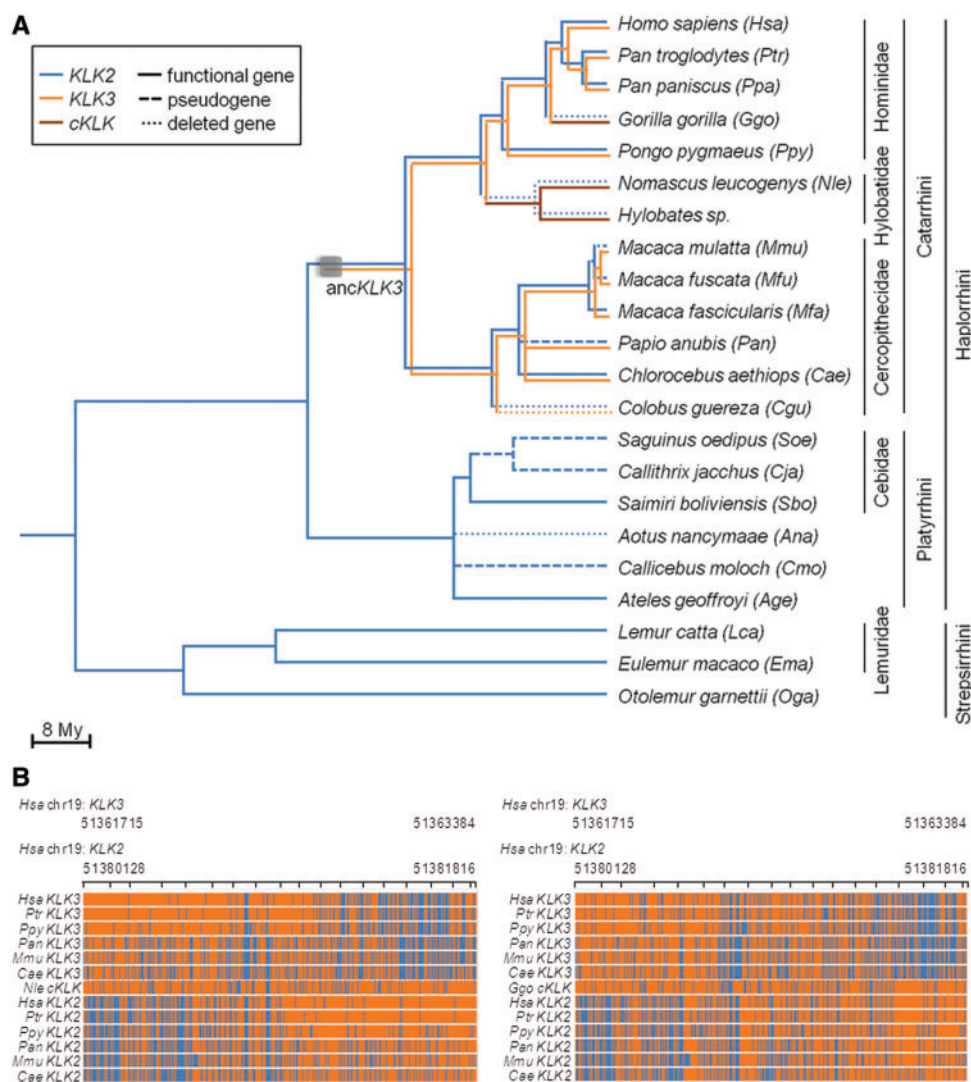 A
KLK2
functional gene
KLK3
pseudogene
cKLK
deleted gene
ancKLK3
Homo sapiens (Hsa)
Pan troglodytes (Ptr)
Pan paniscus (Ppa)
Gorilla gorilla (Ggo)
Pongo pygmaeus (Ppy)
Nomascus leucogenys (Nle)
Hylobates sp.
Macaca mulatta (Mmu)
Macaca fuscata (Mfu)
Macaca fascicularis (Mfa)
Papio anubis (Pan)
Chlorocebus aethiops (Cae)
Colobus guereza (Cgu)
Saguinus oedipus (Soe)
Callithrix jacchus (Cja)
Saimiri boliviensis (Sbo)
Aotus nancymaae (Ana)
Callicebus moloch (Cmo)
Ateles geoffroyi (Age)
Lemur catta (Lca)
Eulemur macaco (Ema)
Otolemur garnettii (Oga)
Hominidae
Hylobatidae
Cercopithecidae
Cebidae
Lemuridae
Catarrhini
Platyrrhini
Haplorrhini
Strepsirrhini
8 My
B
Hsa chr19: KLK3
51361715 51363384
Hsa chr19: KLK2
51380128 51381816
Hsa KLK3
Ptr KLK3
Ppy KLK3
Pan KLK3
Mmu KLK3
Cae KLK3
Nle cKLK
Hsa KLK2
Ptr KLK2
Ppy KLK2
Pan KLK2
Mmu KLK2
Cae KLK2
Hsa chr19: KLK3
51361715 51363384
Hsa chr19: KLK2
51380128 51381816
Hsa KLK3
Ptr KLK3
Ppy KLK3
Pan KLK3
Mmu KLK3
Cae KLK3
Ggo cKLK
Hsa KLK2
Ptr KLK2
Ppy KLK2
Pan KLK2
Mmu KLK2
Cae KLK2